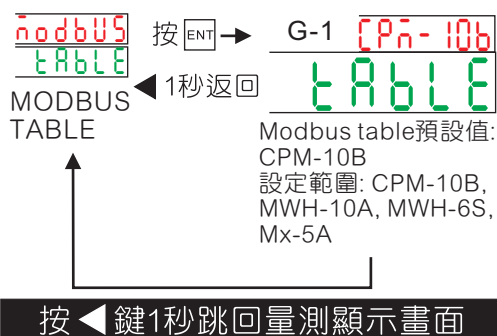 modbUS
tAbLE
按 ENT
1秒返回
MODBUS
TABLE
G-1 CPm-10b
tAbLE
Modbus table預設值:
CPM-10B
設定範圍: CPM-10B,
MWH-10A, MWH-6S,
Mx-5A
按◀鍵1秒跳回量測顯示畫面